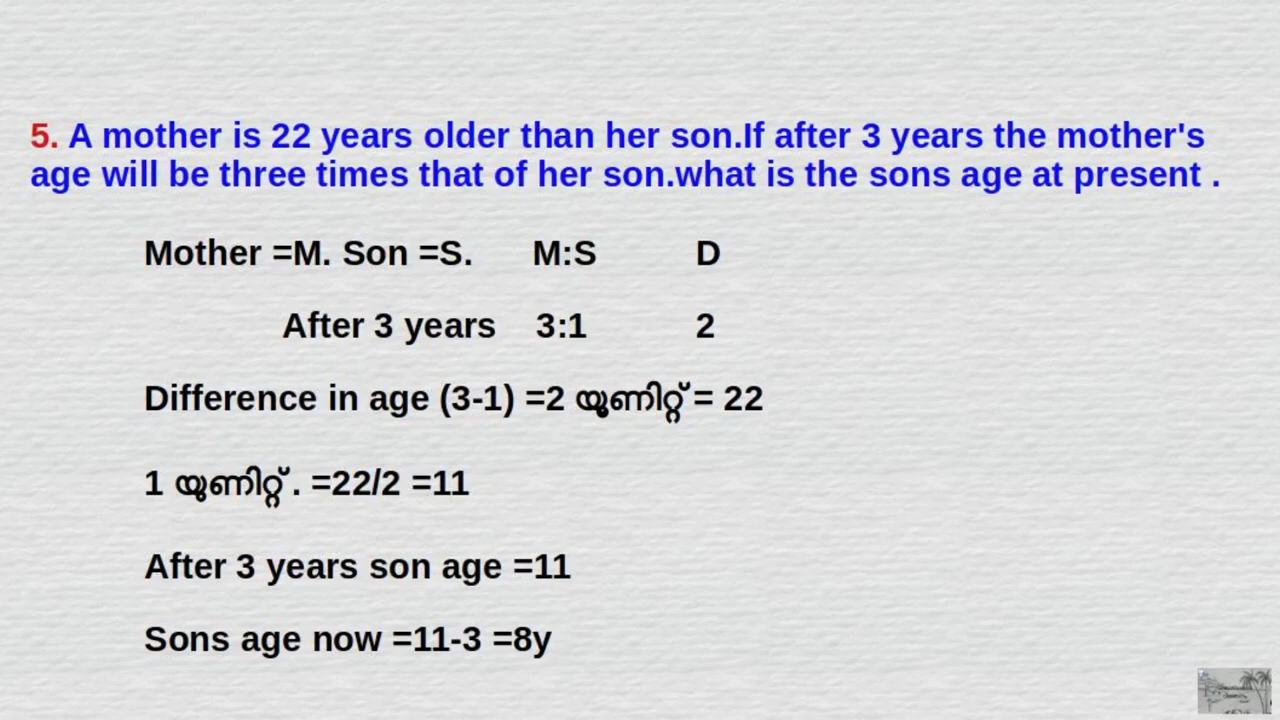 5. A mother is 22 years older than her son.If after 3 years the mother's
age will be three times that of her son.what is the sons age at present .
Mother =M. Son =S. M:S D
After 3 years 3:1 2
Difference in age (3-1) =2 യൂണിറ്റ് = 22
1 യുണിറ്റ് . =22/2 =11
After 3 years son age =11
Sons age now =11-3 =8y